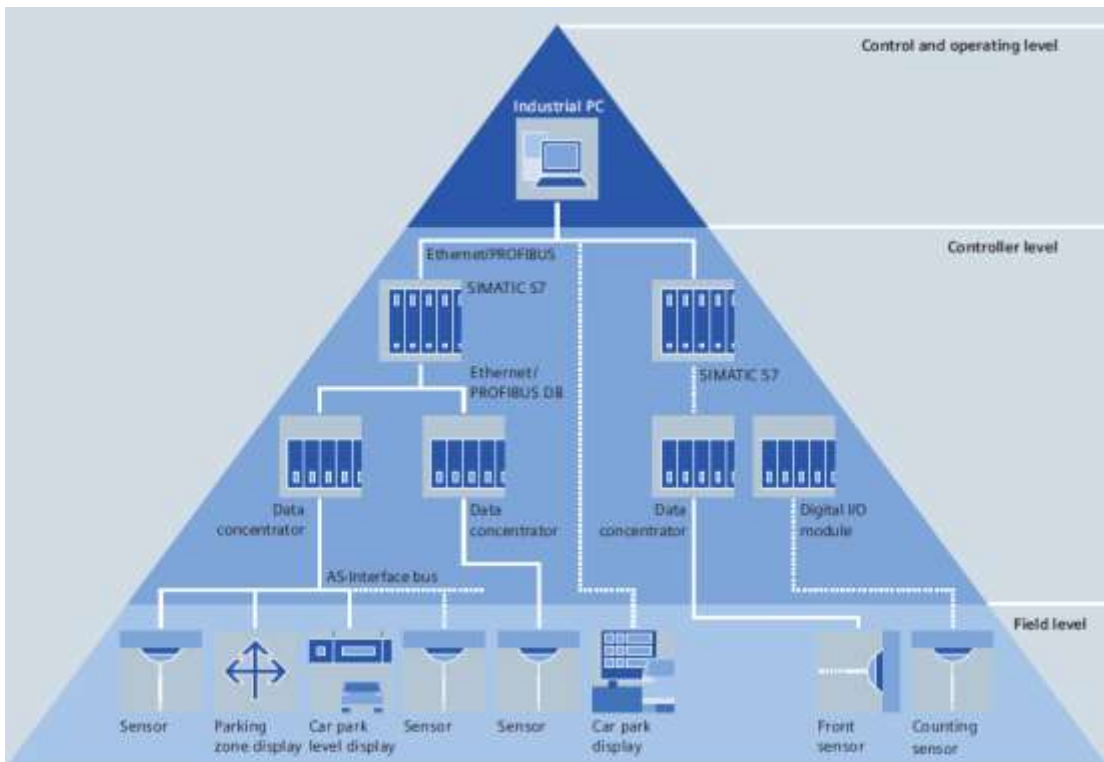 Control and operating level
Industrial PC
Controller level
Ethernet/PROFIBUS
SIMATIC S7
Ethernet/
PROFIBUS DB
SIMATIC S7
Data
concentrator
Data
concentrator
Data
concentrator
Digital I/O
module
AS-Interface bus
Field level
Sensor
Parking
zone display
Car park
level display
Sensor
Sensor
Car park
display
Front
sensor
Counting
sensor